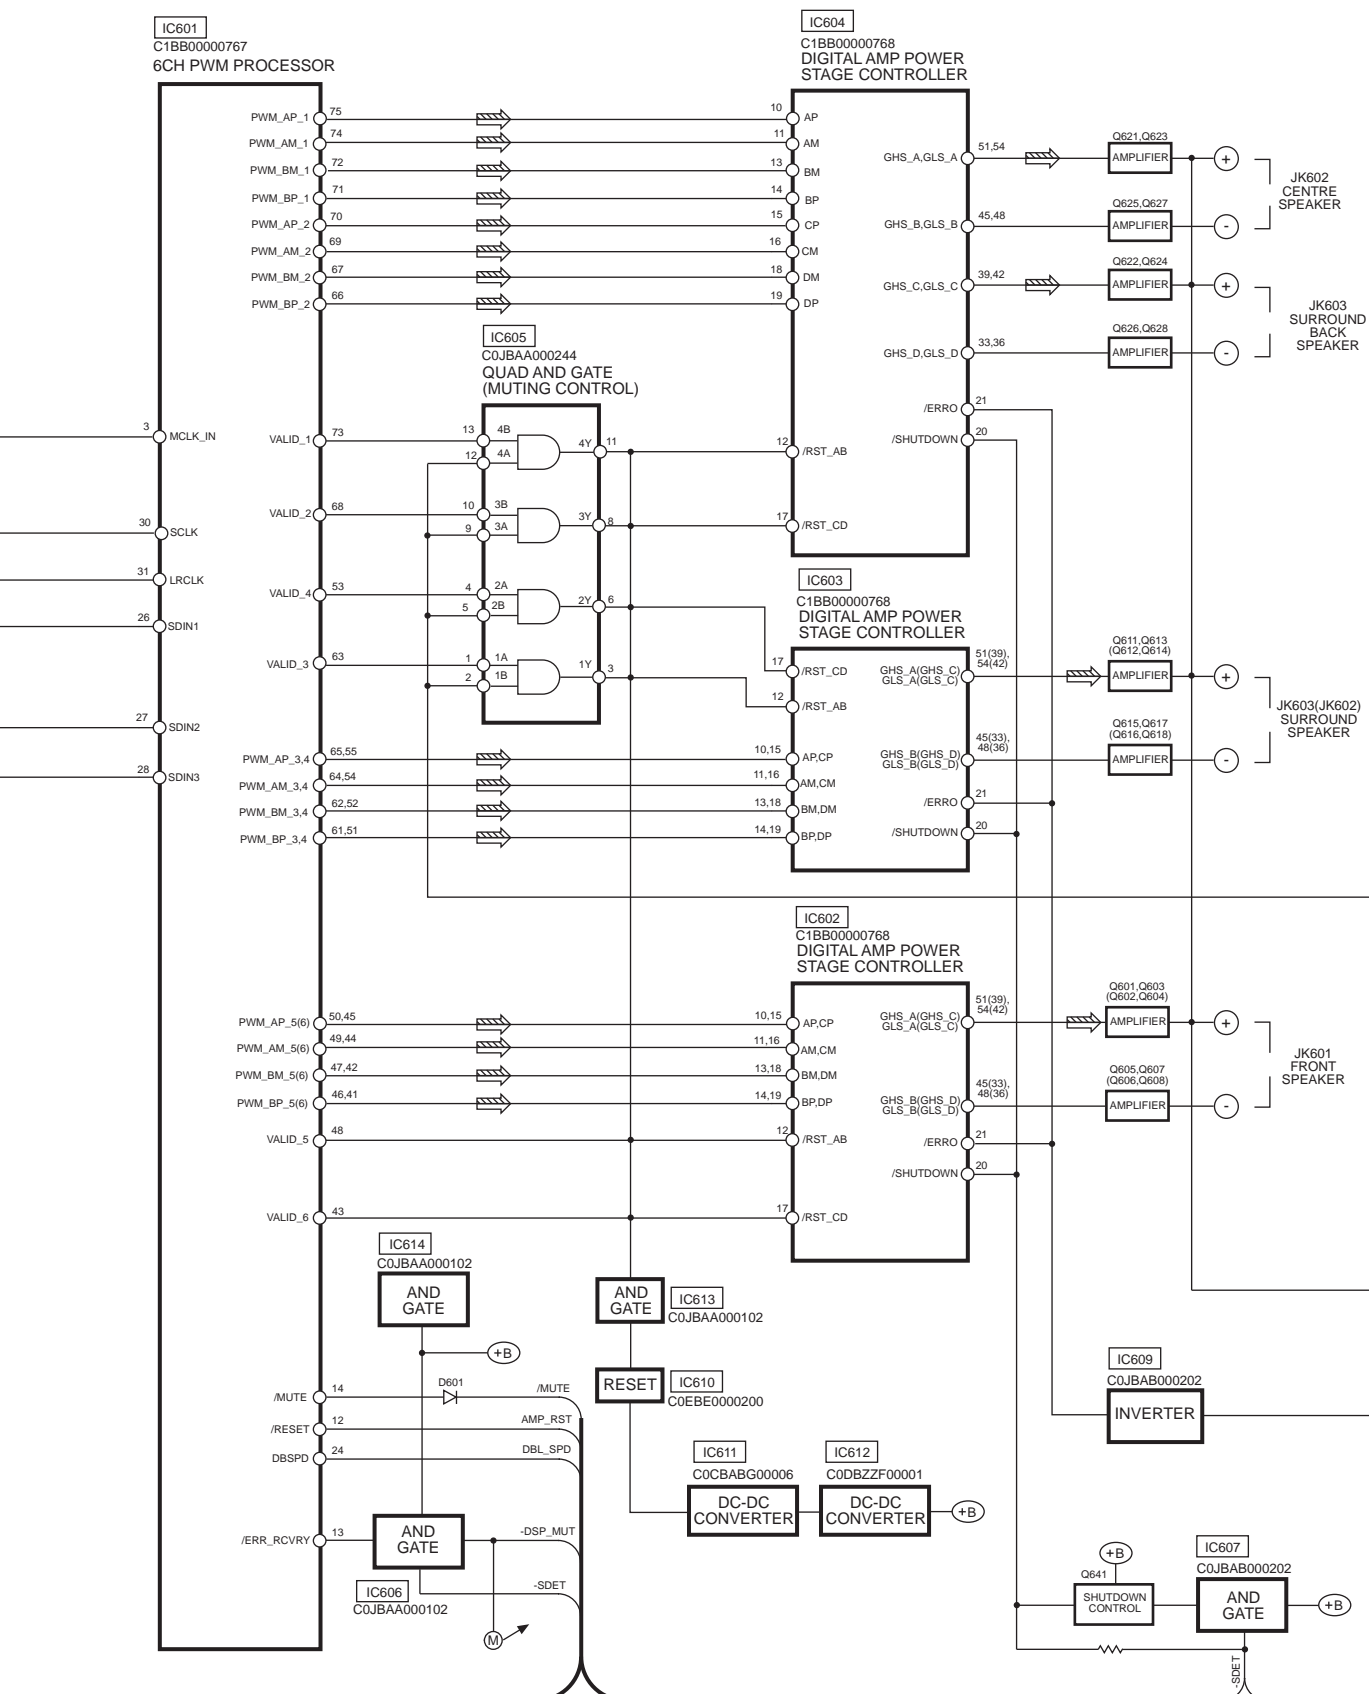 IC601
C1BB00000767
6CH PWM PROCESSOR
IC604
C1BB00000768
DIGITAL AMP POWER
STAGE CONTROLLER
PWM_AP_1 75
PWM_AM_1 74
PWM_BM_1 72
PWM_BP_1 71
PWM_AP_2 70
PWM_AM_2 69
PWM_BM_2 67
PWM_BP_2 66
10 AP
11 AM
13 BM
14 BP
15 CP
16 CM
18 DM
19 DP
GHS_A,GLS_A 51,54
GHS_B,GLS_B 45,48
GHS_C,GLS_C 39,42
GHS_D,GLS_D 33,36
/ERRO 21
/SHUTDOWN 20
12 /RST_AB
17 /RST_CD
Q621,Q623
AMPLIFIER
+
Q625,Q627
AMPLIFIER
-
JK602
CENTRE
SPEAKER
Q622,Q624
AMPLIFIER
+
Q626,Q628
AMPLIFIER
-
JK603
SURROUND
BACK
SPEAKER
IC605
C0JBAA000244
QUAD AND GATE
(MUTING CONTROL)
3 MCLK_IN
30 SCLK
31 LRCLK
26 SDIN1
27 SDIN2
28 SDIN3
VALID_1 73
VALID_2 68
VALID_4 53
VALID_3 63
13 4B
12 4A
4Y 11
10 3B
9 3A
3Y 8
4 2A
5 2B
2Y 6
1 1A
2 1B
1Y 3
IC603
C1BB00000768
DIGITAL AMP POWER
STAGE CONTROLLER
17 /RST_CD
12 /RST_AB
PWM_AP_3,4 65,55
PWM_AM_3,4 64,54
PWM_BM_3,4 62,52
PWM_BP_3,4 61,51
10,15 AP,CP
11,16 AM,CM
13,18 BM,DM
14,19 BP,DP
GHS_A(GHS_C)
GLS_A(GLS_C)
51(39),
54(42)
GHS_B(GHS_D)
GLS_B(GLS_D)
45(33),
48(36)
/ERRO 21
/SHUTDOWN 20
Q611,Q613
(Q612,Q614)
AMPLIFIER
+
Q615,Q617
(Q616,Q618)
AMPLIFIER
-
JK603(JK602)
SURROUND
SPEAKER
IC602
C1BB00000768
DIGITAL AMP POWER
STAGE CONTROLLER
PWM_AP_5(6) 50,45
PWM_AM_5(6) 49,44
PWM_BM_5(6) 47,42
PWM_BP_5(6) 46,41
VALID_5 48
VALID_6 43
10,15 AP,CP
11,16 AM,CM
13,18 BM,DM
14,19 BP,DP
12 /RST_AB
17 /RST_CD
GHS_A(GHS_C)
GLS_A(GLS_C)
51(39),
54(42)
GHS_B(GHS_D)
GLS_B(GLS_D)
45(33),
48(36)
/ERRO 21
/SHUTDOWN 20
Q601,Q603
(Q602,Q604)
AMPLIFIER
+
Q605,Q607
(Q606,Q608)
AMPLIFIER
-
JK601
FRONT
SPEAKER
IC614
C0JBAA000102
AND
GATE
+B
AND
GATE
IC613
C0JBAA000102
RESET
IC610
C0EBE0000200
/MUTE 14
D601
/MUTE
/RESET 12
AMP_RST
DBSPD 24
DBL_SPD
/ERR_RCVRY 13
AND
GATE
-DSP_MUT
IC606
C0JBAA000102
-SDET
M
IC611
C0CBABG00006
DC-DC
CONVERTER
IC612
C0DBZZF00001
DC-DC
CONVERTER
+B
IC609
C0JBAB000202
INVERTER
+B
Q641
SHUTDOWN
CONTROL
IC607
C0JBAB000202
AND
GATE
+B
-SDET